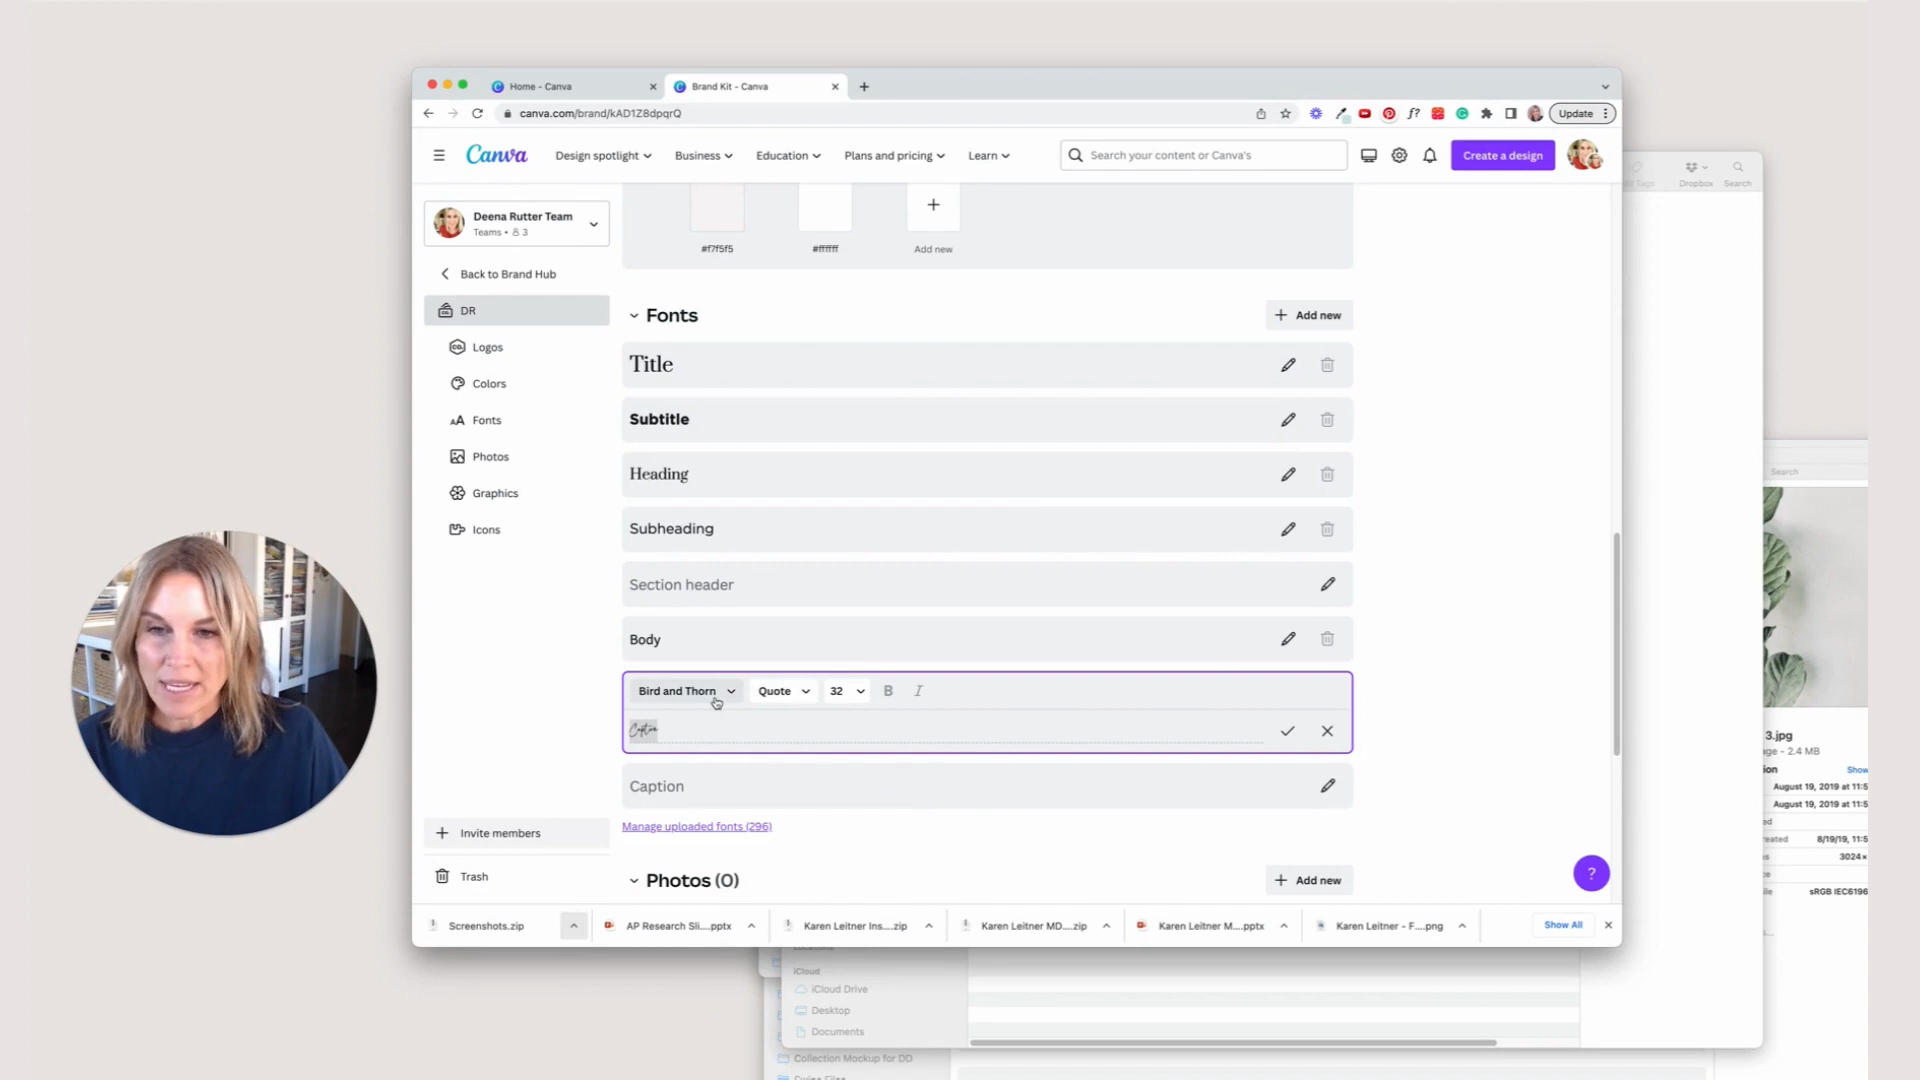 Home - Canva
Brand Kit - Canva
canva.com/brand/kAD1Z8dpqrQ
f?
Update
Canva
Design spotlight
Business
Education
Plans and pricing
Learn
Search your content or Canva's
Create a design
Deena Rutter Team
Teams • 3
Back to Brand Hub
DR
Logos
Colors
Fonts
Photos
Graphics
Icons
Invite members
Trash
#f7f5f5
#ffffff
Add new
Fonts
Add new
Title
Subtitle
Heading
Subheading
Section header
Body
Bird and Thorn
Quote
32
B
I
Caption
Caption
Manage uploaded fonts (296)
Photos (0)
Add new
?
Screenshots.zip
AP Research Sli....pptx
Karen Leitner Ins....zip
Karen Leitner MD....zip
Karen Leitner M....pptx
Karen Leitner - F....png
Show All
Dropbox
Search
Search
3.jpg
age - 2.4 MB
Show
August 19, 2019 at 11:5
August 19, 2019 at 11:5
8/19/19, 11:5
3024×
sRGB IEC6196
iCloud
iCloud Drive
Desktop
Documents
Collection Mockup for DD